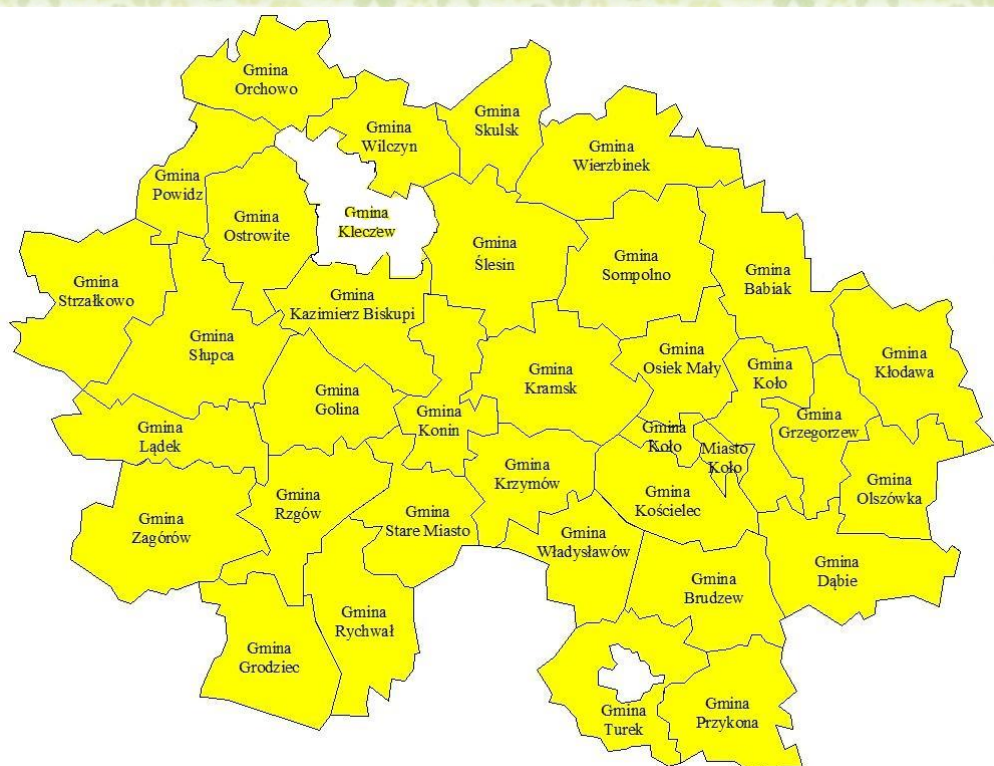 Gmina
Orchowo
Gmina
Wilczyn
Gmina
Skulsk
Gmina
Wierzbinek
Gmina
Powidz
Gmina
Ostrowite
Gmina
Kleczew
Gmina
Ślesin
Gmina
Sompolno
Gmina
Babiak
Gmina
Strzałkowo
Gmina
Słupca
Gmina
Kazimierz Biskupi
Gmina
Golina
Gmina
Konin
Gmina
Kramsk
Gmina
Osiek Mały
Gmina
Koło
Gmina
Kłodawa
Gmina
Lądek
Gmina
Koło
Miasto
Koło
Gmina
Grzegorzew
Gmina
Zagórów
Gmina
Rzgów
Gmina
Stare Miasto
Gmina
Krzymów
Gmina
Kościelec
Gmina
Olszówka
Gmina
Władysławów
Gmina
Brudzew
Gmina
Dąbie
Gmina
Grodziec
Gmina
Rychwał
Gmina
Turek
Gmina
Przykona